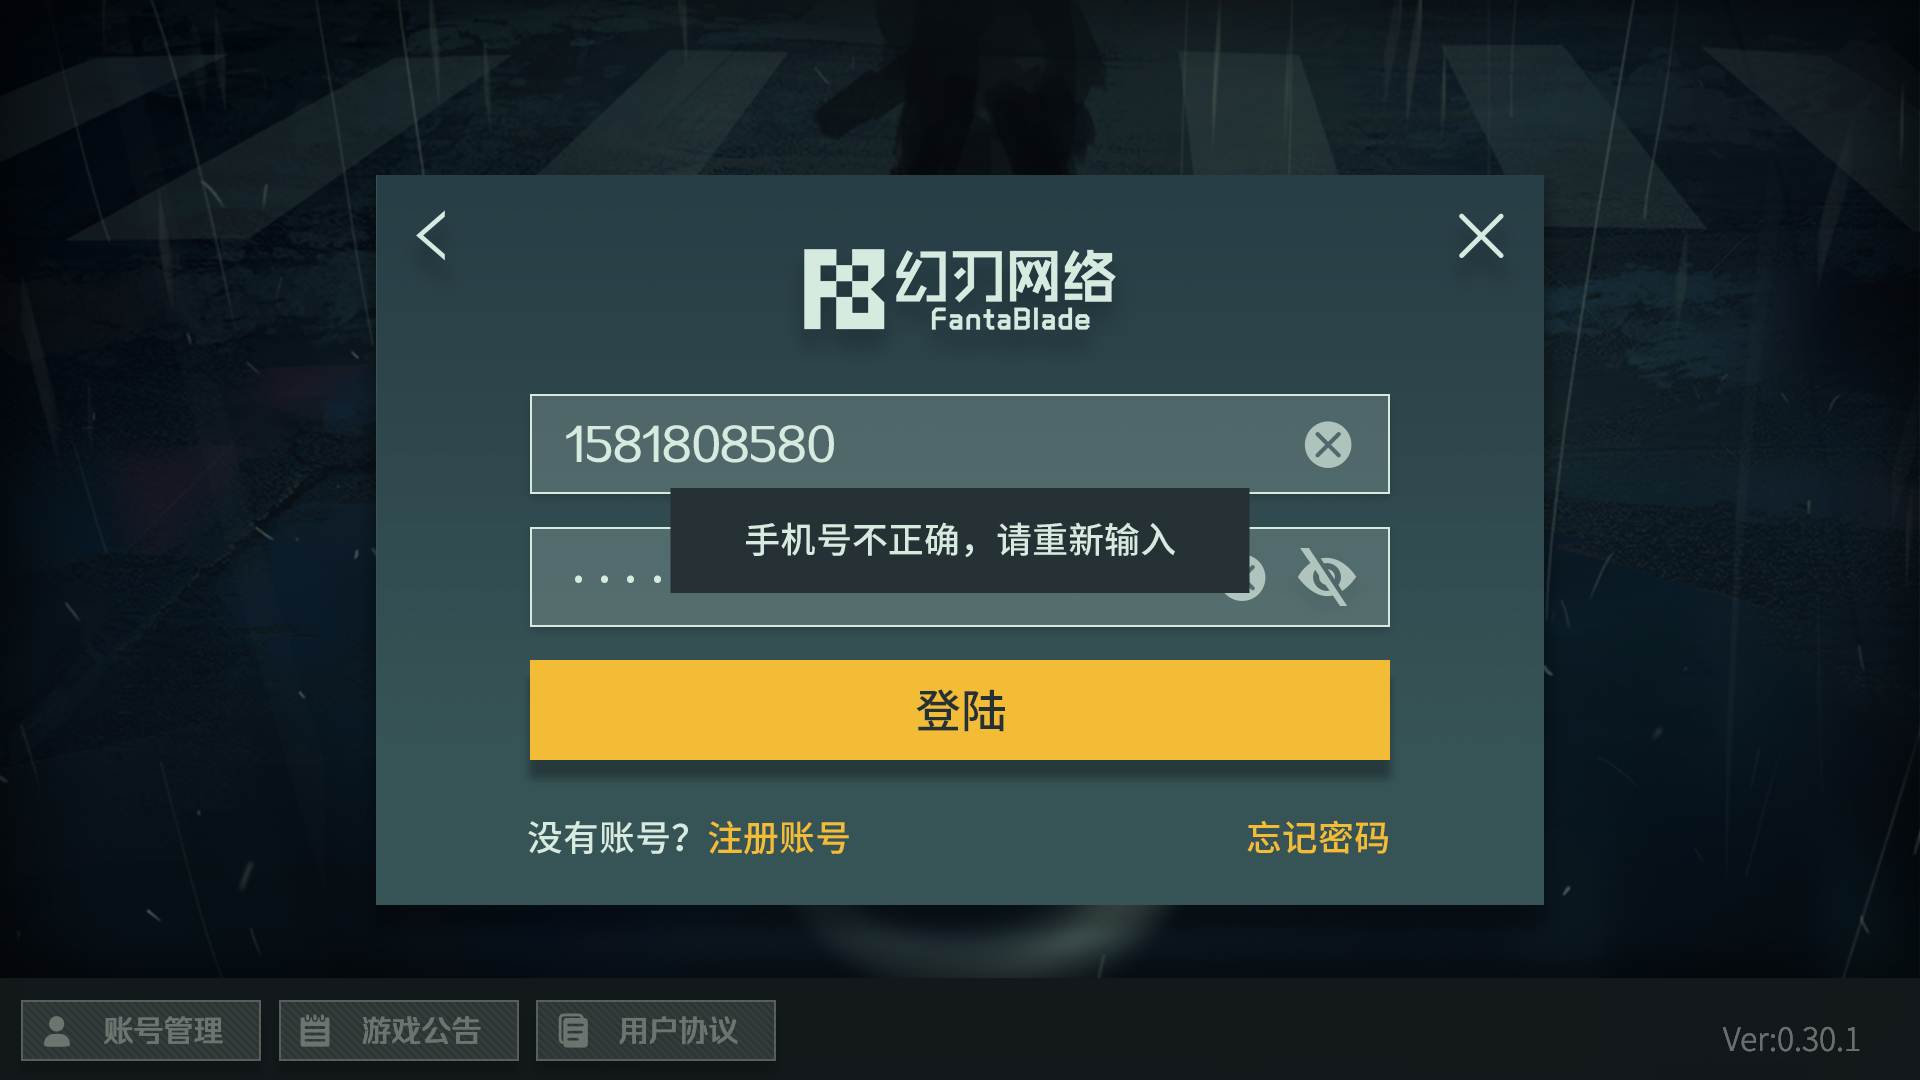 幻刃网络
FantaBlade
1581808580
手机号不正确，请重新输入
····
登陆
没有账号？注册账号
忘记密码
账号管理
游戏公告
用户协议
Ver:0.30.1